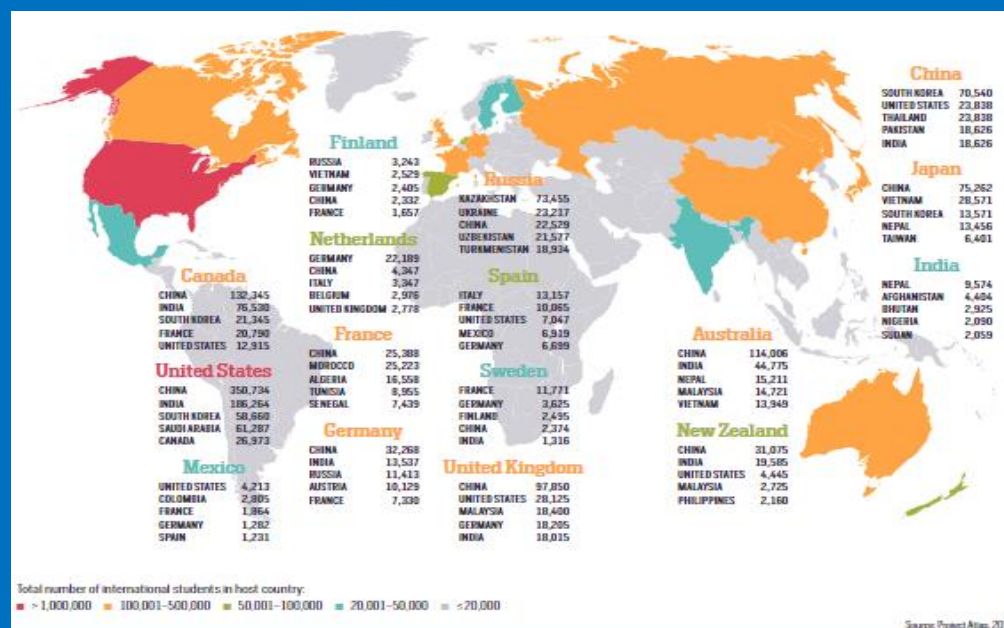 China
SOUTH KOREA 70,540
UNITED STATES 23,838
THAILAND 23,838
PAKISTAN 18,626
INDIA 18,626
Japan
CHINA 75,262
VIETNAM 28,571
SOUTH KOREA 13,571
NEPAL 13,456
TAIWAN 6,401
India
NEPAL 9,574
AFGHANISTAN 4,404
BHUTAN 2,925
NIGERIA 2,090
SUDAN 2,059
Finland
RUSSIA 3,243
VIETNAM 2,529
GERMANY 2,405
CHINA 2,332
FRANCE 1,657
Russia
KAZAKHSTAN 73,455
UKRAINE 23,217
CHINA 22,529
UZBEKISTAN 21,577
TURKMENISTAN 18,934
Netherlands
GERMANY 22,189
CHINA 4,347
ITALY 3,347
BELGIUM 2,976
UNITED KINGDOM 2,778
Spain
ITALY 13,157
FRANCE 10,065
UNITED STATES 7,047
MEXICO 6,919
GERMANY 6,699
Canada
CHINA 132,345
INDIA 76,530
SOUTH KOREA 21,345
FRANCE 20,790
UNITED STATES 12,915
France
CHINA 25,388
MOROCCO 25,223
ALGERIA 16,558
TUNISIA 8,955
SENEGAL 7,439
Australia
CHINA 114,006
INDIA 44,775
NEPAL 15,211
MALAYSIA 14,721
VIETNAM 13,949
United States
CHINA 350,734
INDIA 186,264
SOUTH KOREA 58,660
SAUDI ARABIA 61,287
CANADA 26,973
Sweden
FRANCE 11,771
GERMANY 3,625
FINLAND 2,495
CHINA 2,374
INDIA 1,316
Germany
CHINA 32,268
INDIA 13,537
RUSSIA 11,413
AUSTRIA 10,129
FRANCE 7,330
New Zealand
CHINA 31,075
INDIA 19,585
UNITED STATES 4,445
MALAYSIA 2,725
PHILIPPINES 2,160
Mexico
UNITED STATES 4,213
COLOMBIA 2,805
FRANCE 1,864
GERMANY 1,282
SPAIN 1,231
United Kingdom
CHINA 97,850
UNITED STATES 28,125
MALAYSIA 18,400
GERMANY 18,205
INDIA 18,015
Total number of international students in host country:
>1,000,000 100,001–500,000 50,001–100,000 20,001–50,000 ≤20,000
Source: Project Atlas, 20